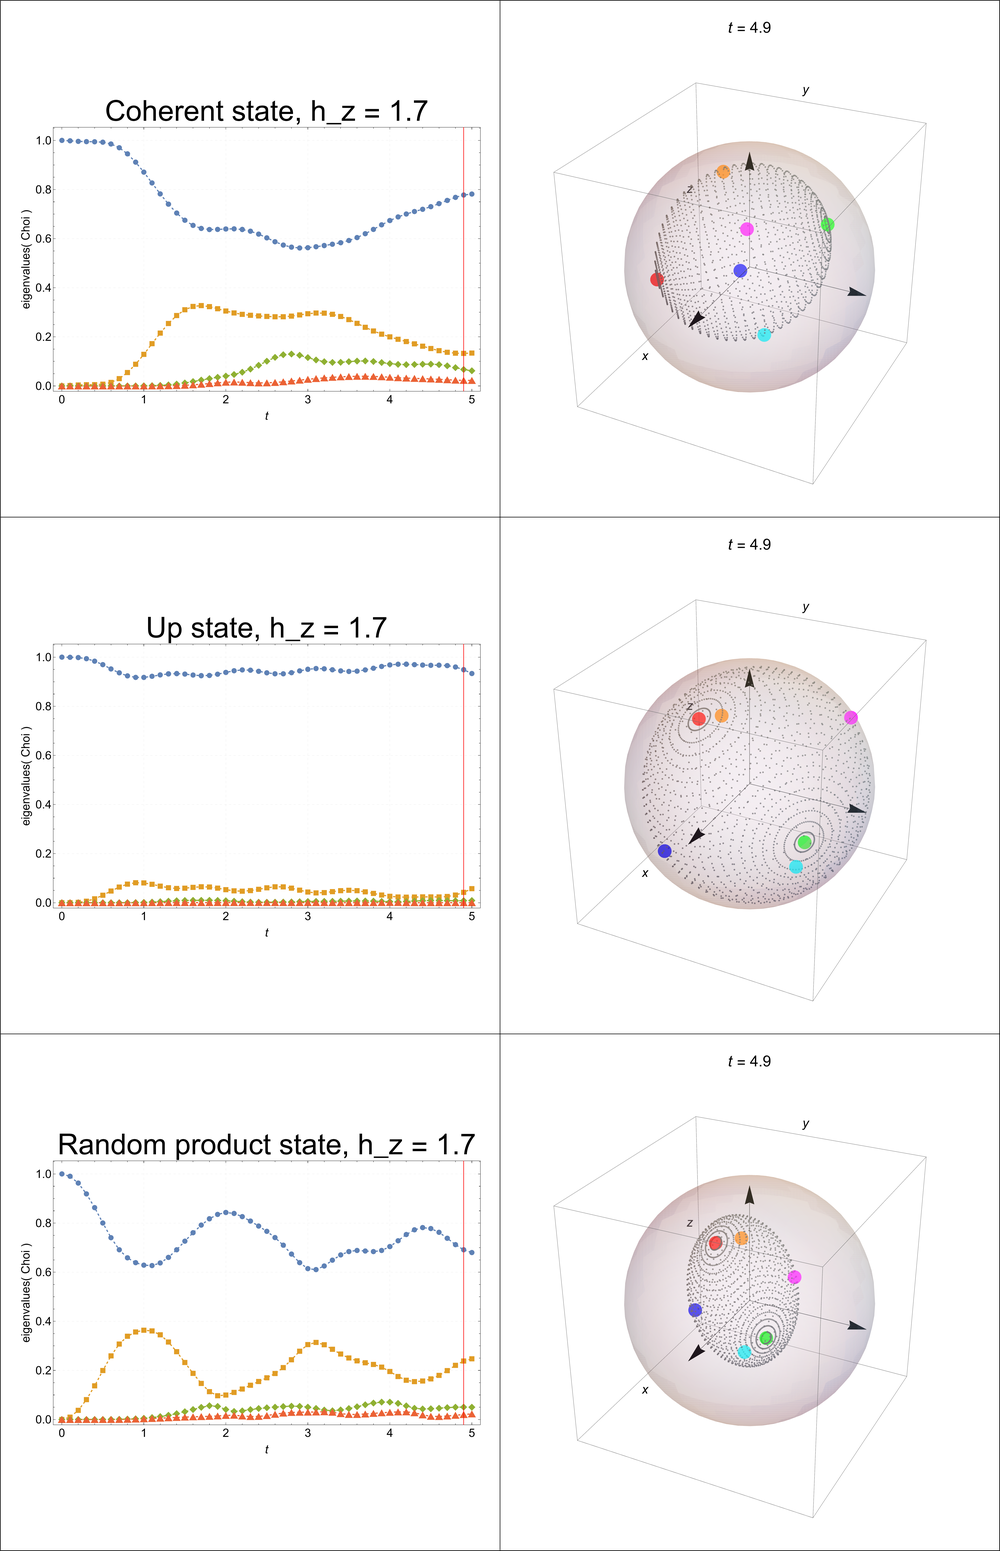 t = 4.9
Coherent state, h_z = 1.7
y
1.0
0.8
z
eigenvalues( Choi )
0.6
0.4
0.2
x
0.0
0 1 2 3 4 5
t
t = 4.9
Up state, h_z = 1.7
y
1.0
0.8
z
eigenvalues( Choi )
0.6
0.4
0.2
x
0.0
0 1 2 3 4 5
t
t = 4.9
Random product state, h_z = 1.7
y
1.0
0.8
z
eigenvalues( Choi )
0.6
0.4
0.2
x
0.0
0 1 2 3 4 5
t